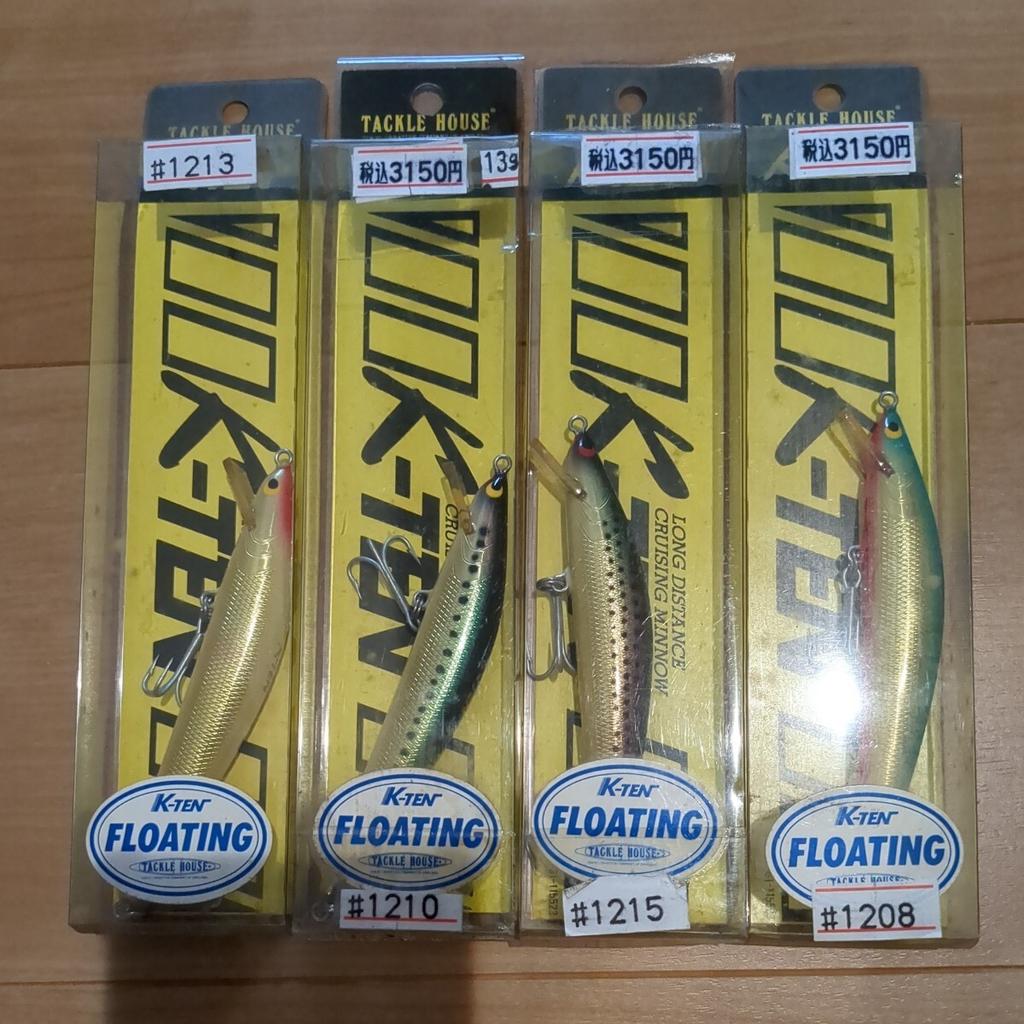 TACKLE HOUSE
#1213
K-TEN
K-TEN
FLOATING
TACKLE HOUSE
TACKLE HOUSE
税込3150円
139
K-TEN
K-TEN
FLOATING
TACKLE HOUSE
#1210
TACKLE HOUSE
税込3150円
K-TEN
LONG DISTANCE
CRUISING MINNOW
K-TEN
FLOATING
TACKLE HOUSE
#1215
TACKLE HOUSE
税込3150円
K-TEN
K-TEN
FLOATING
TACKLE HOUSE
#1208